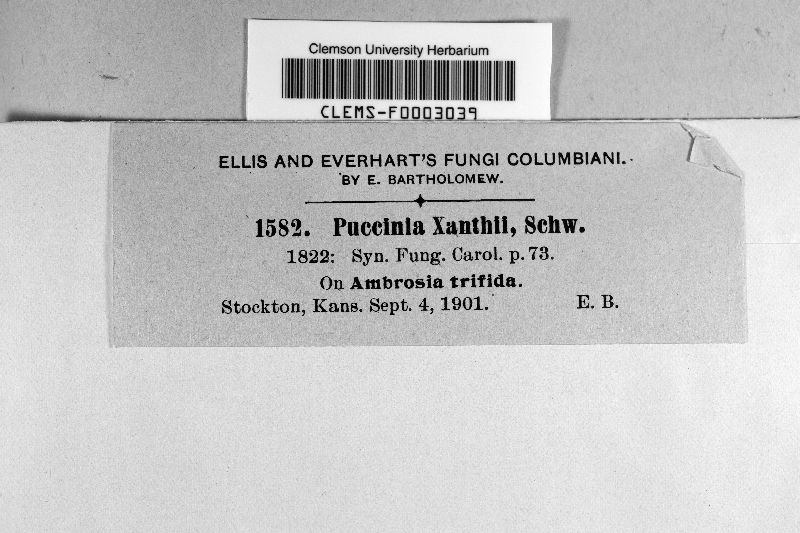 Clemson University Herbarium
CLEMS-F0003039
ELLIS AND EVERHART'S FUNGI COLUMBIANI.
BY E. BARTHOLOMEW.
1582. Puccinia Xanthii, Schw.
1822: Syn. Fung. Carol. p. 73.
On Ambrosia trifida.
Stockton, Kans. Sept. 4, 1901. E. B.